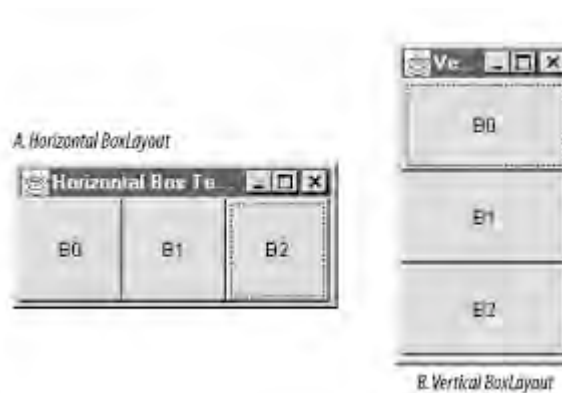 A. Horizontal BoxLayout
Horizontal Box Te...
B0 B1 B2
Ve...
B0
B1
B2
B. Vertical BoxLayout